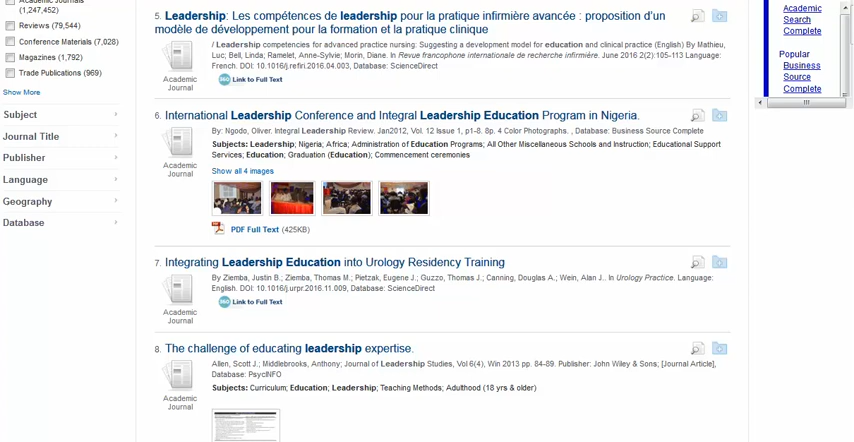 Academic Journals
(1,247,452)
Reviews (79,544)
Conference Materials (7,028)
Magazines (1,792)
Trade Publications (969)
Show More
Subject
Journal Title
Publisher
Language
Geography
Database
5. Leadership: Les compétences de leadership pour la pratique infirmière avancée : proposition d'un
modèle de développement pour la formation et la pratique clinique
/ Leadership competencies for advanced practice nursing: Suggesting a development model for education and clinical practice (English) By Mathieu,
Luc; Bell, Linda; Ramelet, Anne-Sylvie; Morin, Diane. In Revue francophone internationale de recherche infirmière. June 2016 2(2):105-113 Language:
French. DOI: 10.1016/j.refiri.2016.04.003, Database: ScienceDirect
Academic
Journal
360 Link to Full Text
6. International Leadership Conference and Integral Leadership Education Program in Nigeria.
By: Ngodo, Oliver. Integral Leadership Review. Jan2012, Vol. 12 Issue 1, p1-8. 8p. 4 Color Photographs. , Database: Business Source Complete
Subjects: Leadership; Nigeria; Africa; Administration of Education Programs; All Other Miscellaneous Schools and Instruction; Educational Support
Services; Education; Graduation (Education); Commencement ceremonies
Academic
Journal
Show all 4 images
PDF Full Text (425KB)
7. Integrating Leadership Education into Urology Residency Training
By Ziemba, Justin B.; Ziemba, Thomas M.; Pietzak, Eugene J.; Guzzo, Thomas J.; Canning, Douglas A.; Wein, Alan J.. In Urology Practice. Language:
English. DOI: 10.1016/j.urpr.2016.11.009, Database: ScienceDirect
360 Link to Full Text
Academic
Journal
8. The challenge of educating leadership expertise.
Allen, Scott J.; Middlebrooks, Anthony; Journal of Leadership Studies, Vol 6(4), Win 2013 pp. 84-89. Publisher: John Wiley & Sons; [Journal Article],
Database: PsycINFO
Subjects: Curriculum; Education; Leadership; Teaching Methods; Adulthood (18 yrs & older)
Academic
Journal
Academic
Search
Complete
Popular
Business
Source
Complete